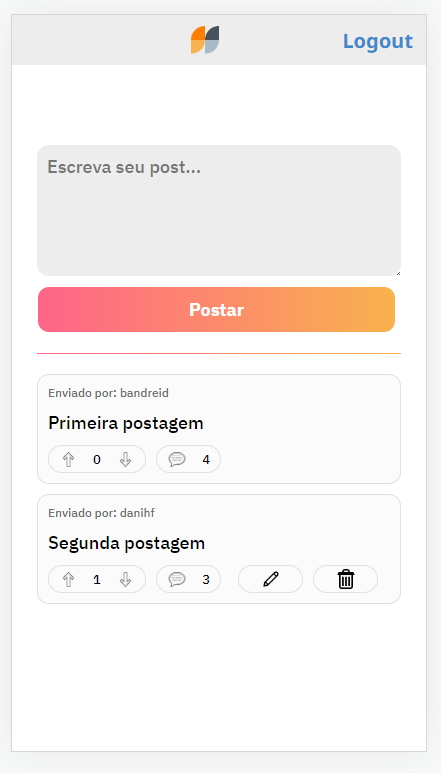 Logout
Escreva seu post...
Postar
Enviado por: bandreid
Primeira postagem
0 4
Enviado por: danihf
Segunda postagem
1 3